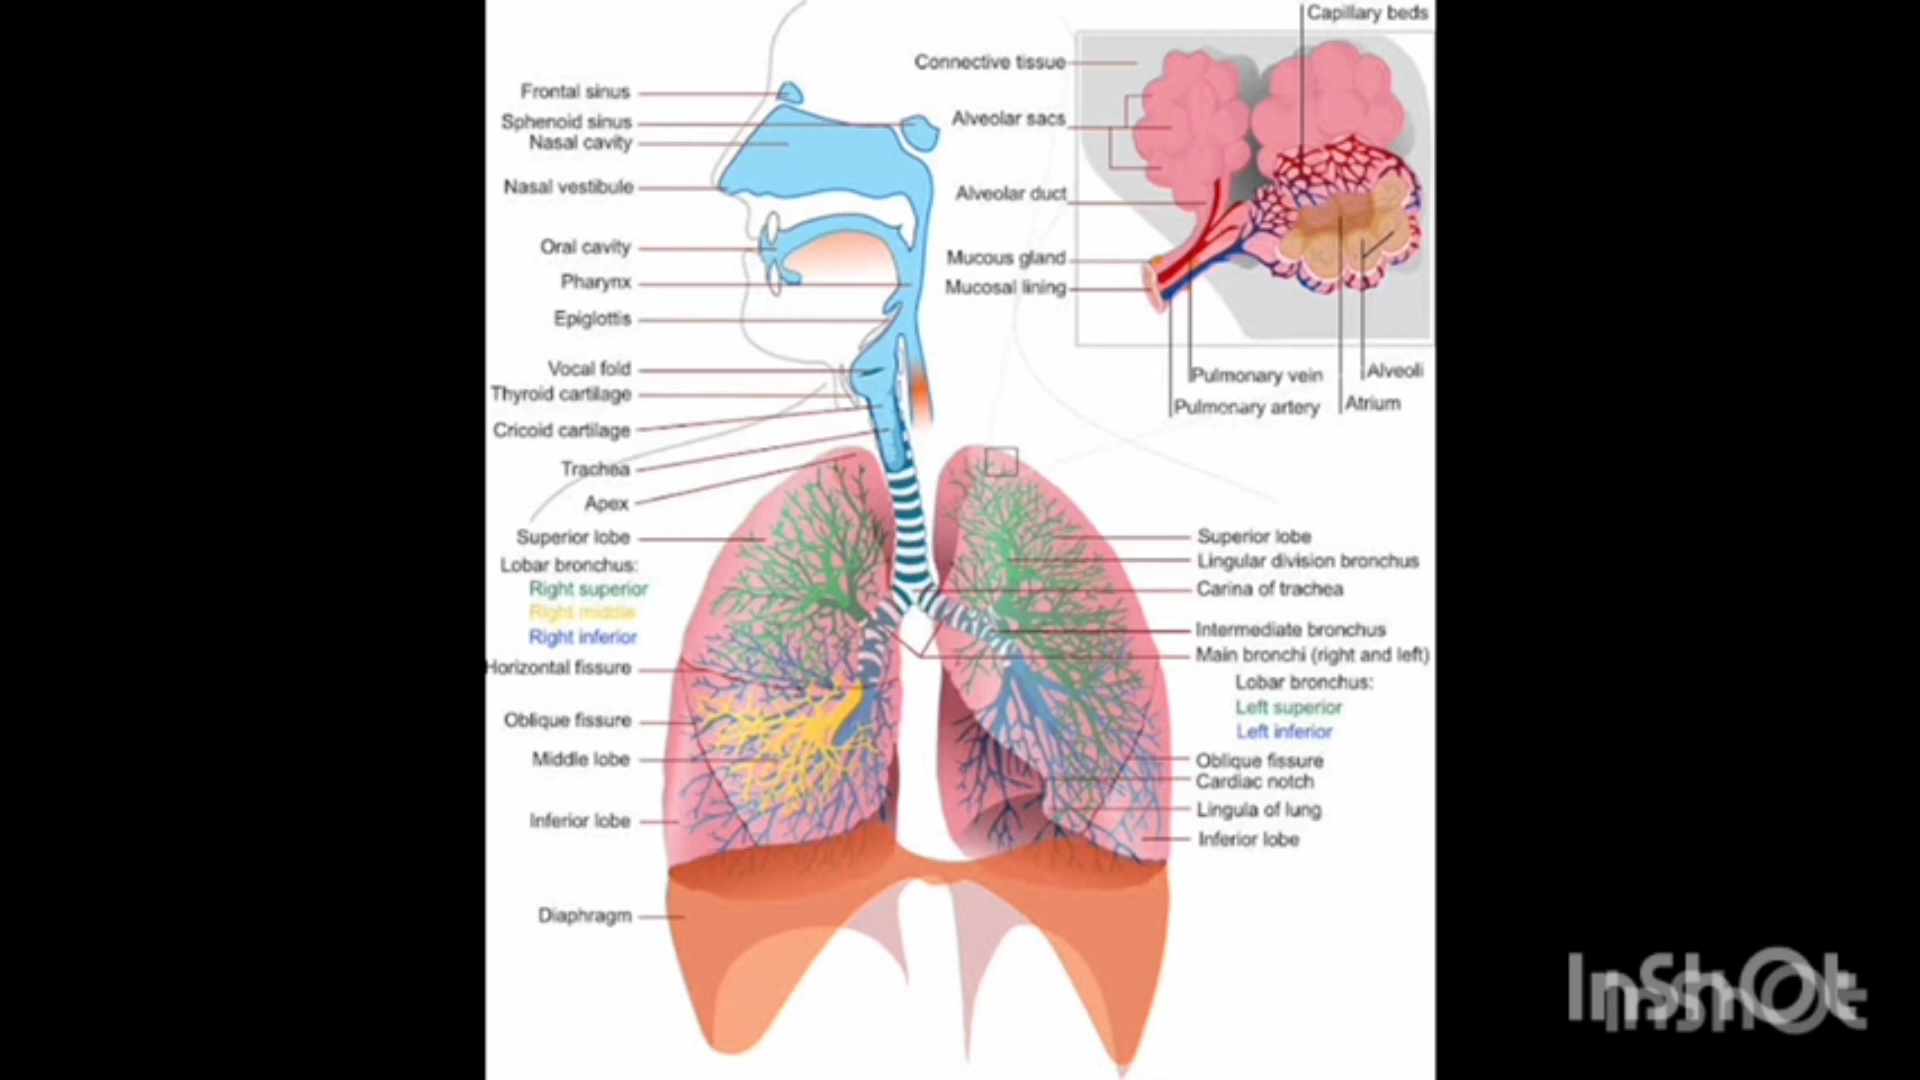 Capillary beds
Connective tissue
Alveolar sacs
Alveolar duct
Mucous gland
Mucosal lining
Pulmonary vein
Alveoli
Pulmonary artery
Atrium
Frontal sinus
Sphenoid sinus
Nasal cavity
Nasal vestibule
Oral cavity
Pharynx
Epiglottis
Vocal fold
Thyroid cartilage
Cricoid cartilage
Trachea
Apex
Superior lobe
Lobar bronchus:
Right superior
Right middle
Right inferior
Horizontal fissure
Oblique fissure
Middle lobe
Inferior lobe
Diaphragm
Superior lobe
Lingular division bronchus
Carina of trachea
Intermediate bronchus
Main bronchi (right and left)
Lobar bronchus:
Left superior
Left inferior
Oblique fissure
Cardiac notch
Lingula of lung
Inferior lobe
InShOt